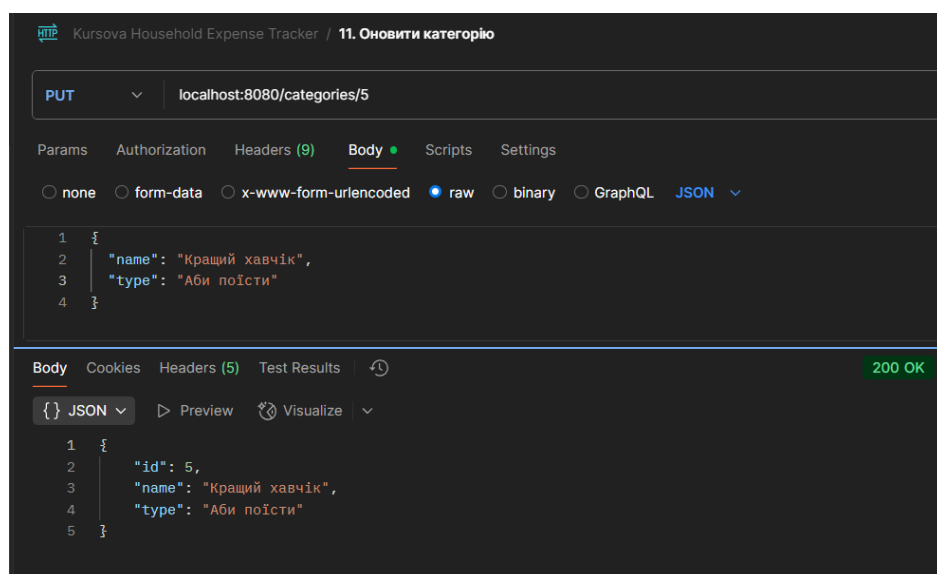 HTTP Kursova Household Expense Tracker / 11. Оновити категорію
PUT localhost:8080/categories/5
Params Authorization Headers (9) Body Scripts Settings
none form-data x-www-form-urlencoded raw binary GraphQL JSON
1 {
2 "name": "Кращий хавчік",
3 "type": "Аби поїсти"
4 }
Body Cookies Headers (5) Test Results 200 OK
{} JSON Preview Visualize
1 {
2 "id": 5,
3 "name": "Кращий хавчік",
4 "type": "Аби поїсти"
5 }